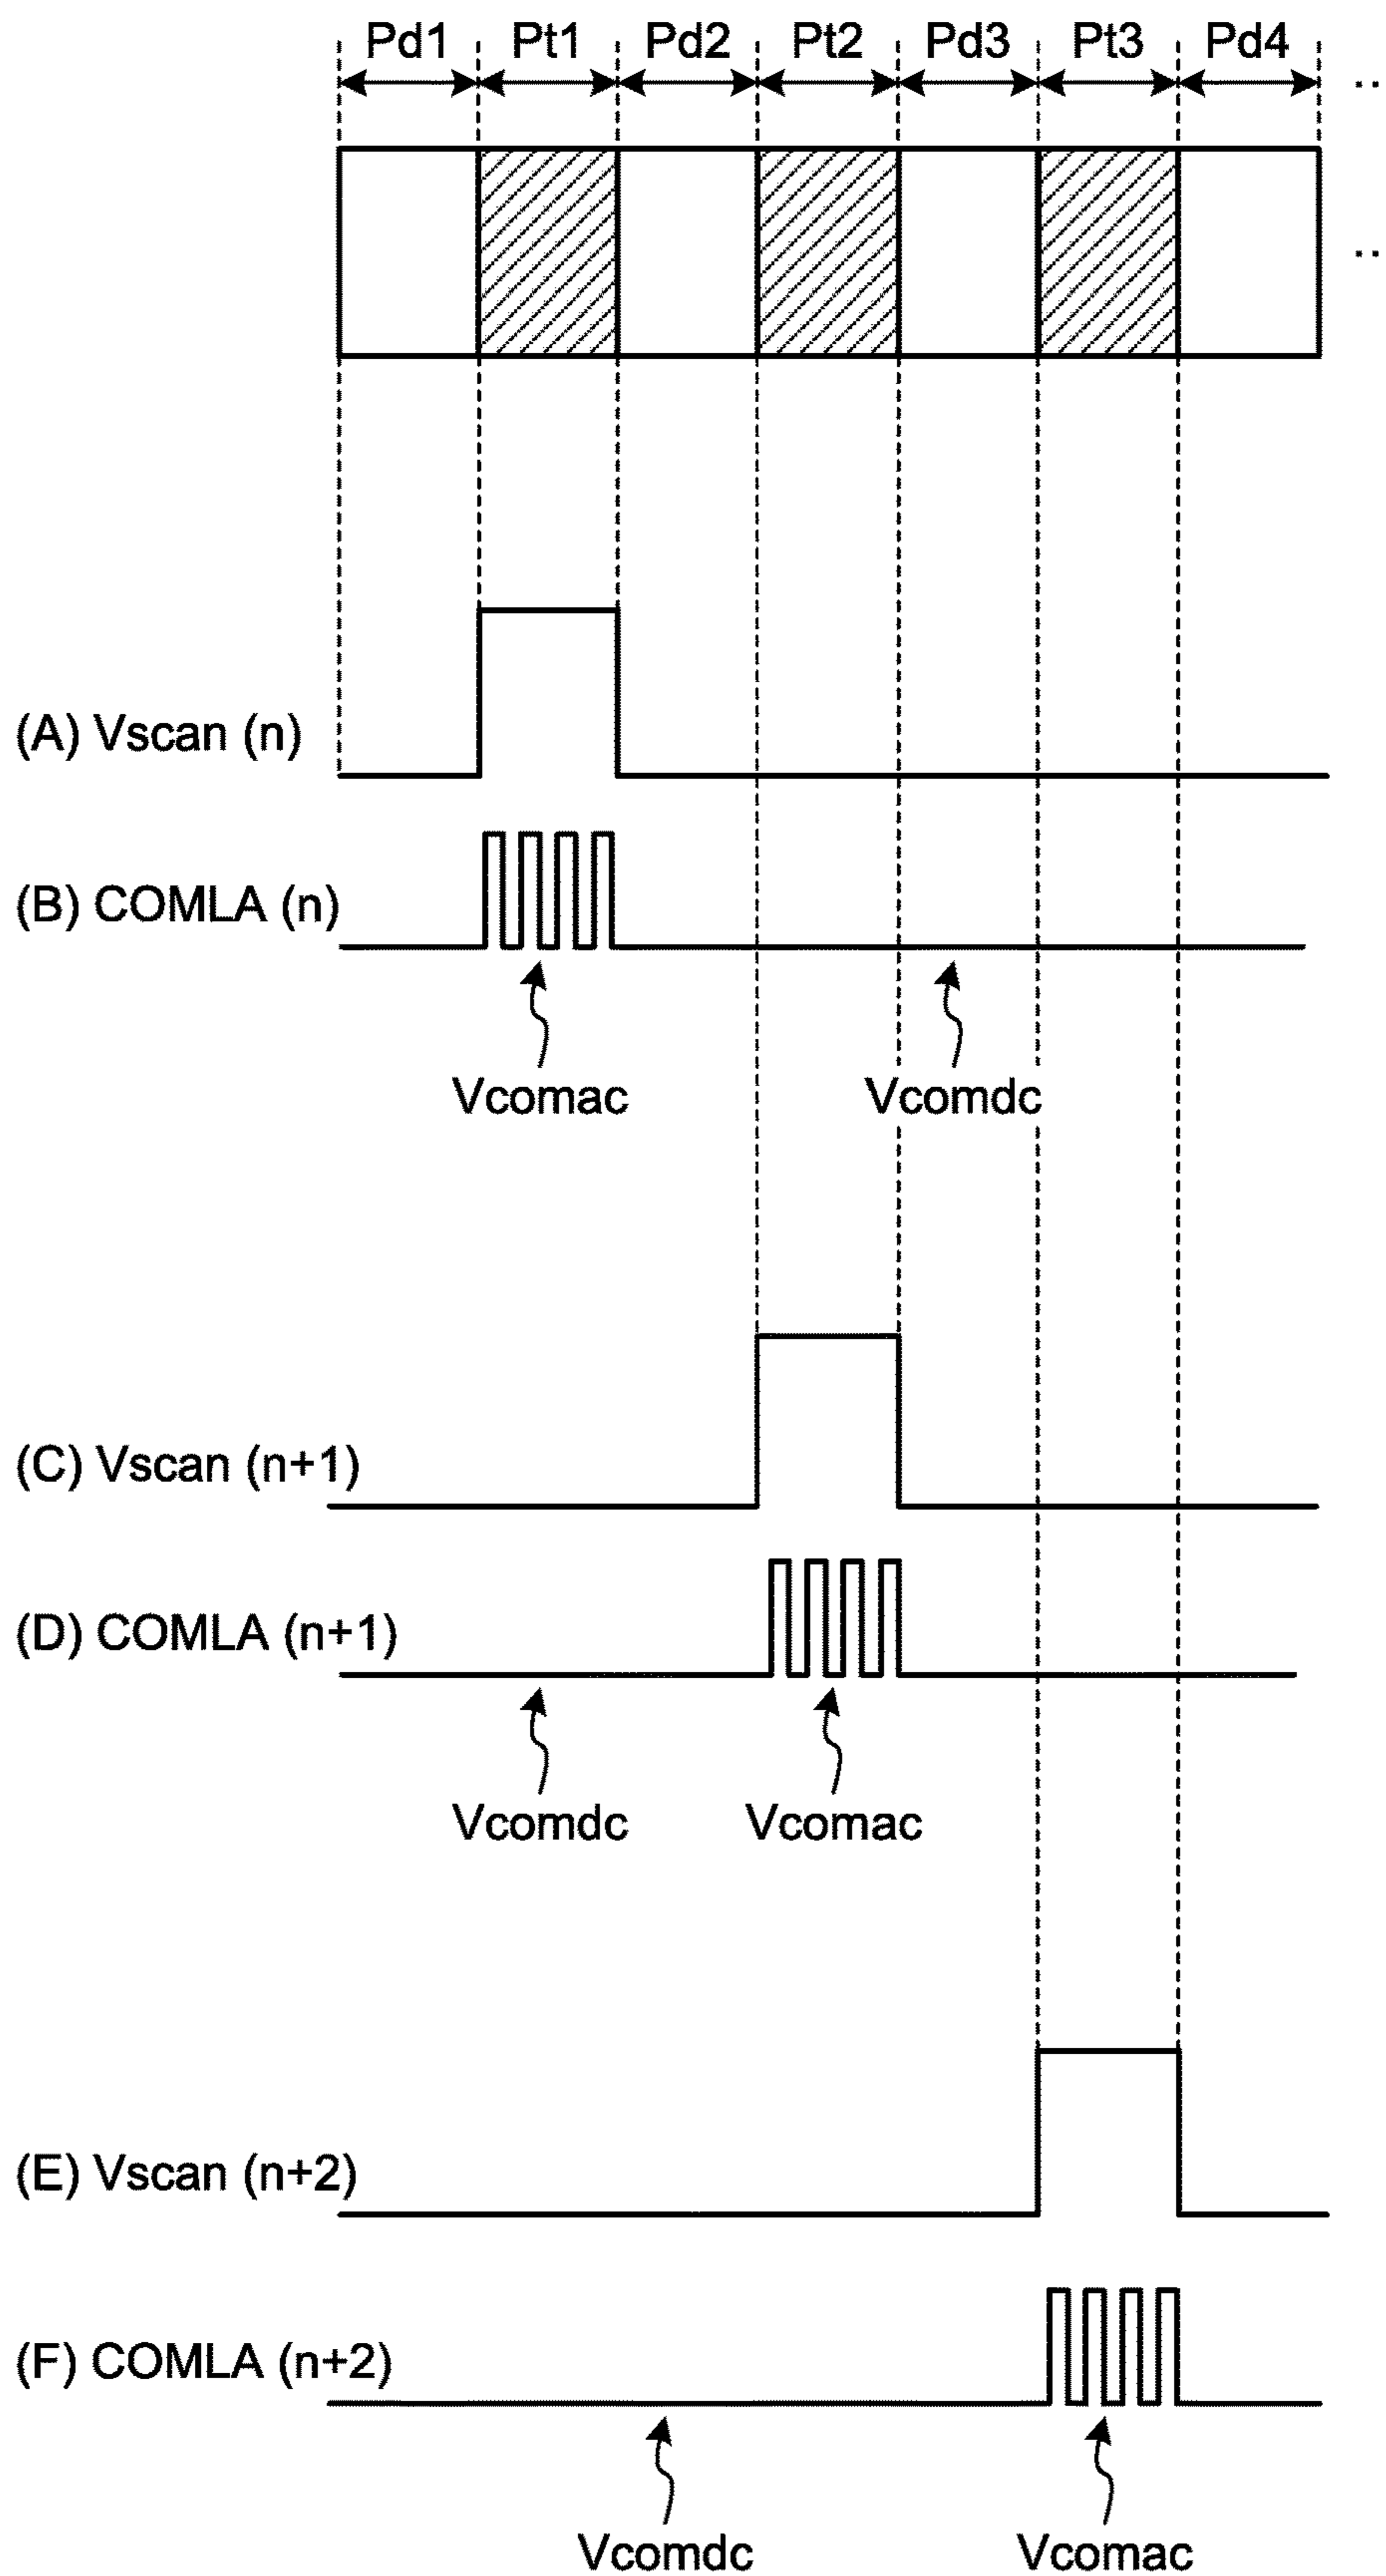 Pd1 Pt1 Pd2 Pt2 Pd3 Pt3 Pd4 ..
..
(A) Vscan (n)
(B) COMLA (n)
Vcomac Vcomdc
(C) Vscan (n+1)
(D) COMLA (n+1)
Vcomdc Vcomac
(E) Vscan (n+2)
(F) COMLA (n+2)
Vcomdc Vcomac